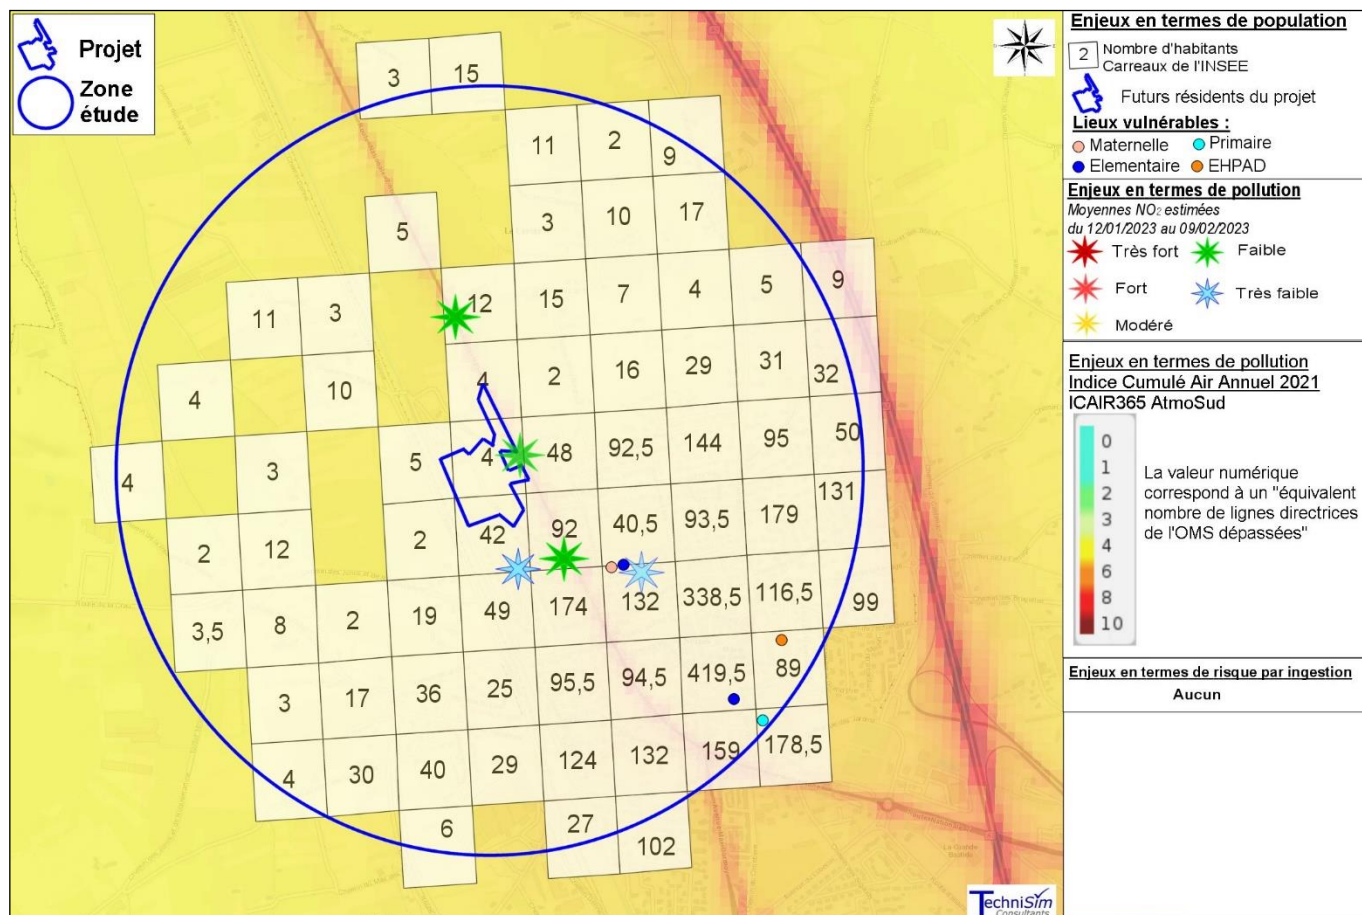 Projet
Zone
étude
3 15
11 2 9
5 3 10 17
11 3 12 15 7 4 5 9
4 10 4 2 16 29 31 32
4 3 5 4 48 92,5 144 95 50
2 12 2 42 92 40,5 93,5 179 131
3,5 8 2 19 49 174 132 338,5 116,5 99
3 17 36 25 95,5 94,5 419,5 89
4 30 40 29 124 132 159 178,5
6 27 102
TechniSim
Consultants
Enjeux en termes de population
2 Nombre d'habitants
Carreaux de l'INSEE
Futurs résidents du projet
Lieux vulnérables :
Maternelle Primaire
Elementaire EHPAD
Enjeux en termes de pollution
Moyennes NO₂ estimées
du 12/01/2023 au 09/02/2023
Très fort Faible
Fort Très faible
Modéré
Enjeux en termes de pollution
Indice Cumulé Air Annuel 2021
ICAIR365 AtmoSud
0
1
2
3
4
6
8
10
La valeur numérique
correspond à un "équivalent
nombre de lignes directrices
de l'OMS dépassées"
Enjeux en termes de risque par ingestion
Aucun